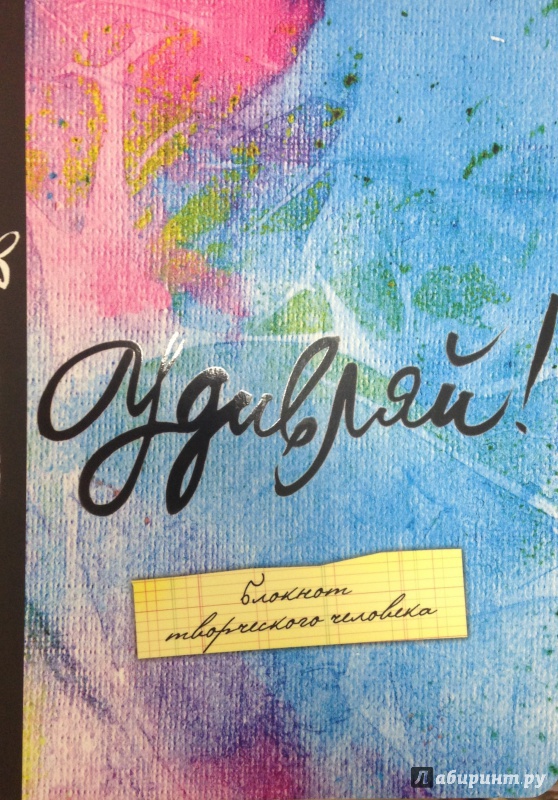 Удивляй!
Блокнот
творческого человека
Лабиринт.ру